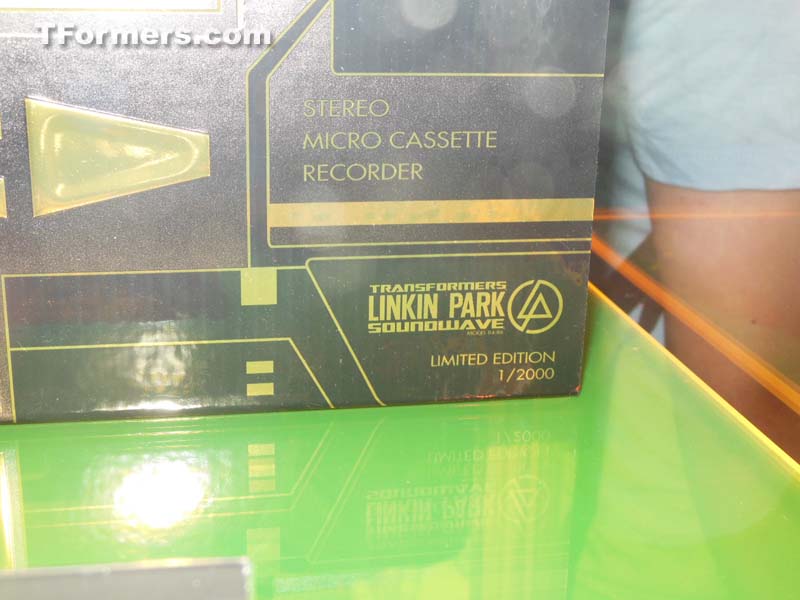 TFormers.com
STEREO
MICRO CASSETTE
RECORDER
TRANSFORMERS
LINKIN PARK
SOUNDWAVE
LIMITED EDITION
1/2000